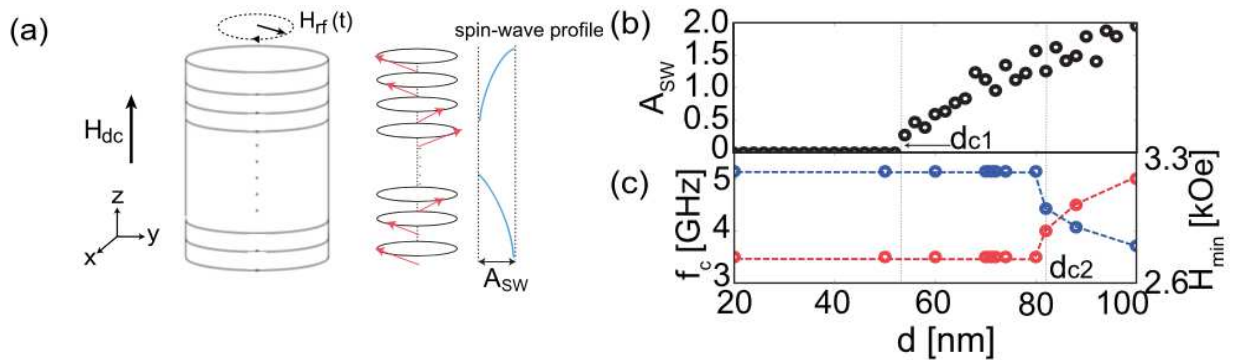 (a)
H_rf (t)
H_dc
z
y
x
spin-wave profile
A_SW
(b)
A_SW
2.0
1.5
1.0
0.5
0
d_c1
(c)
f_c [GHz]
5
4
3
d_c2
3.3
2.6
H_min [kOe]
20 40 60 80 100
d [nm]